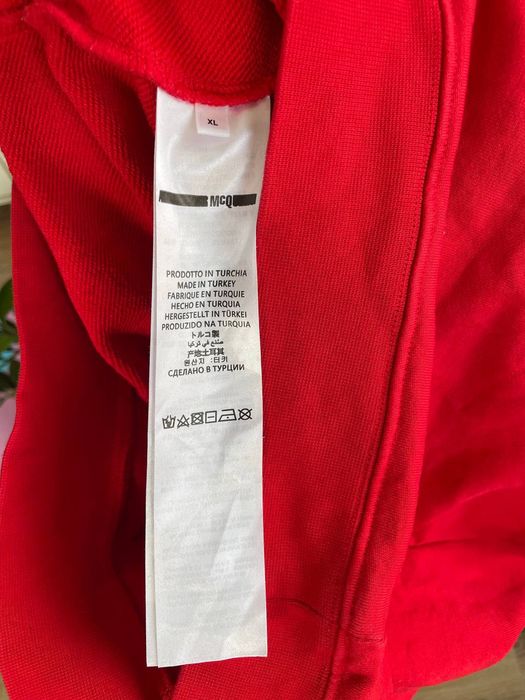 XL
MCQ
PRODOTTO IN TURCHIA
MADE IN TURKEY
FABRIQUE EN TURQUIE
HECHO EN TURQUIA
HERGESTELLT IN TÜRKEI
PRODUZIDO NA TURQUIA
トルコ製
صنع في تركيا
产地土耳其
원산지 :터키
СДЕЛАНО В ТУРЦИИ